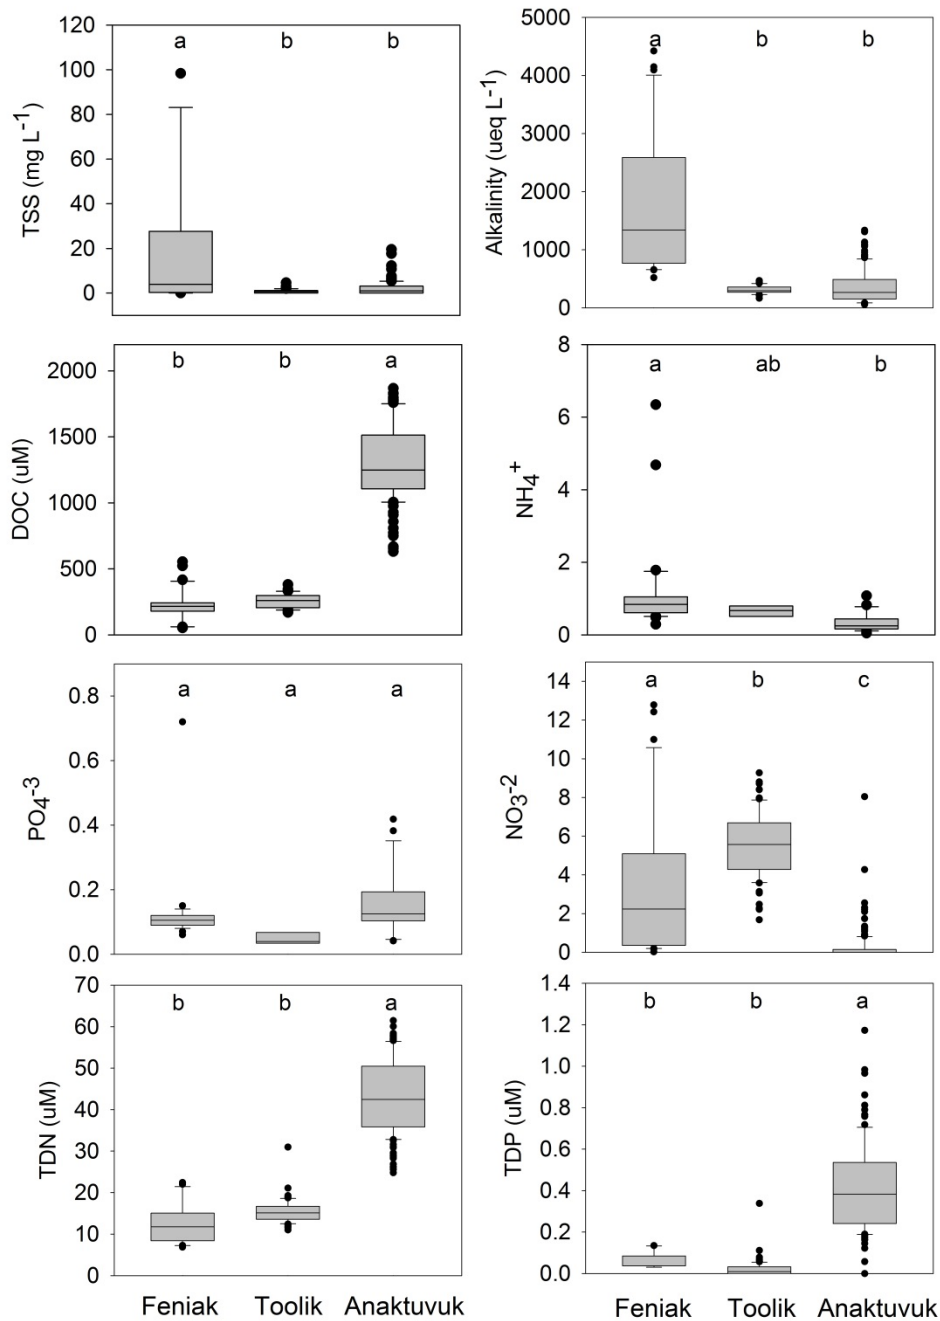 TSS (mg L-1)
120
100
80
60
40
20
0
a b b
Alkalinity (ueq L-1)
5000
4000
3000
2000
1000
0
a b b
DOC (uM)
2000
1500
1000
500
0
b b a
NH4+
8
6
4
2
0
a ab b
PO4-3
0.8
0.6
0.4
0.2
0.0
a a a
NO3-2
14
12
10
8
6
4
2
0
a b c
TDN (uM)
70
60
50
40
30
20
10
0
b b a
Feniak Toolik Anaktuvuk
TDP (uM)
1.4
1.2
1.0
0.8
0.6
0.4
0.2
0.0
b b a
Feniak Toolik Anaktuvuk